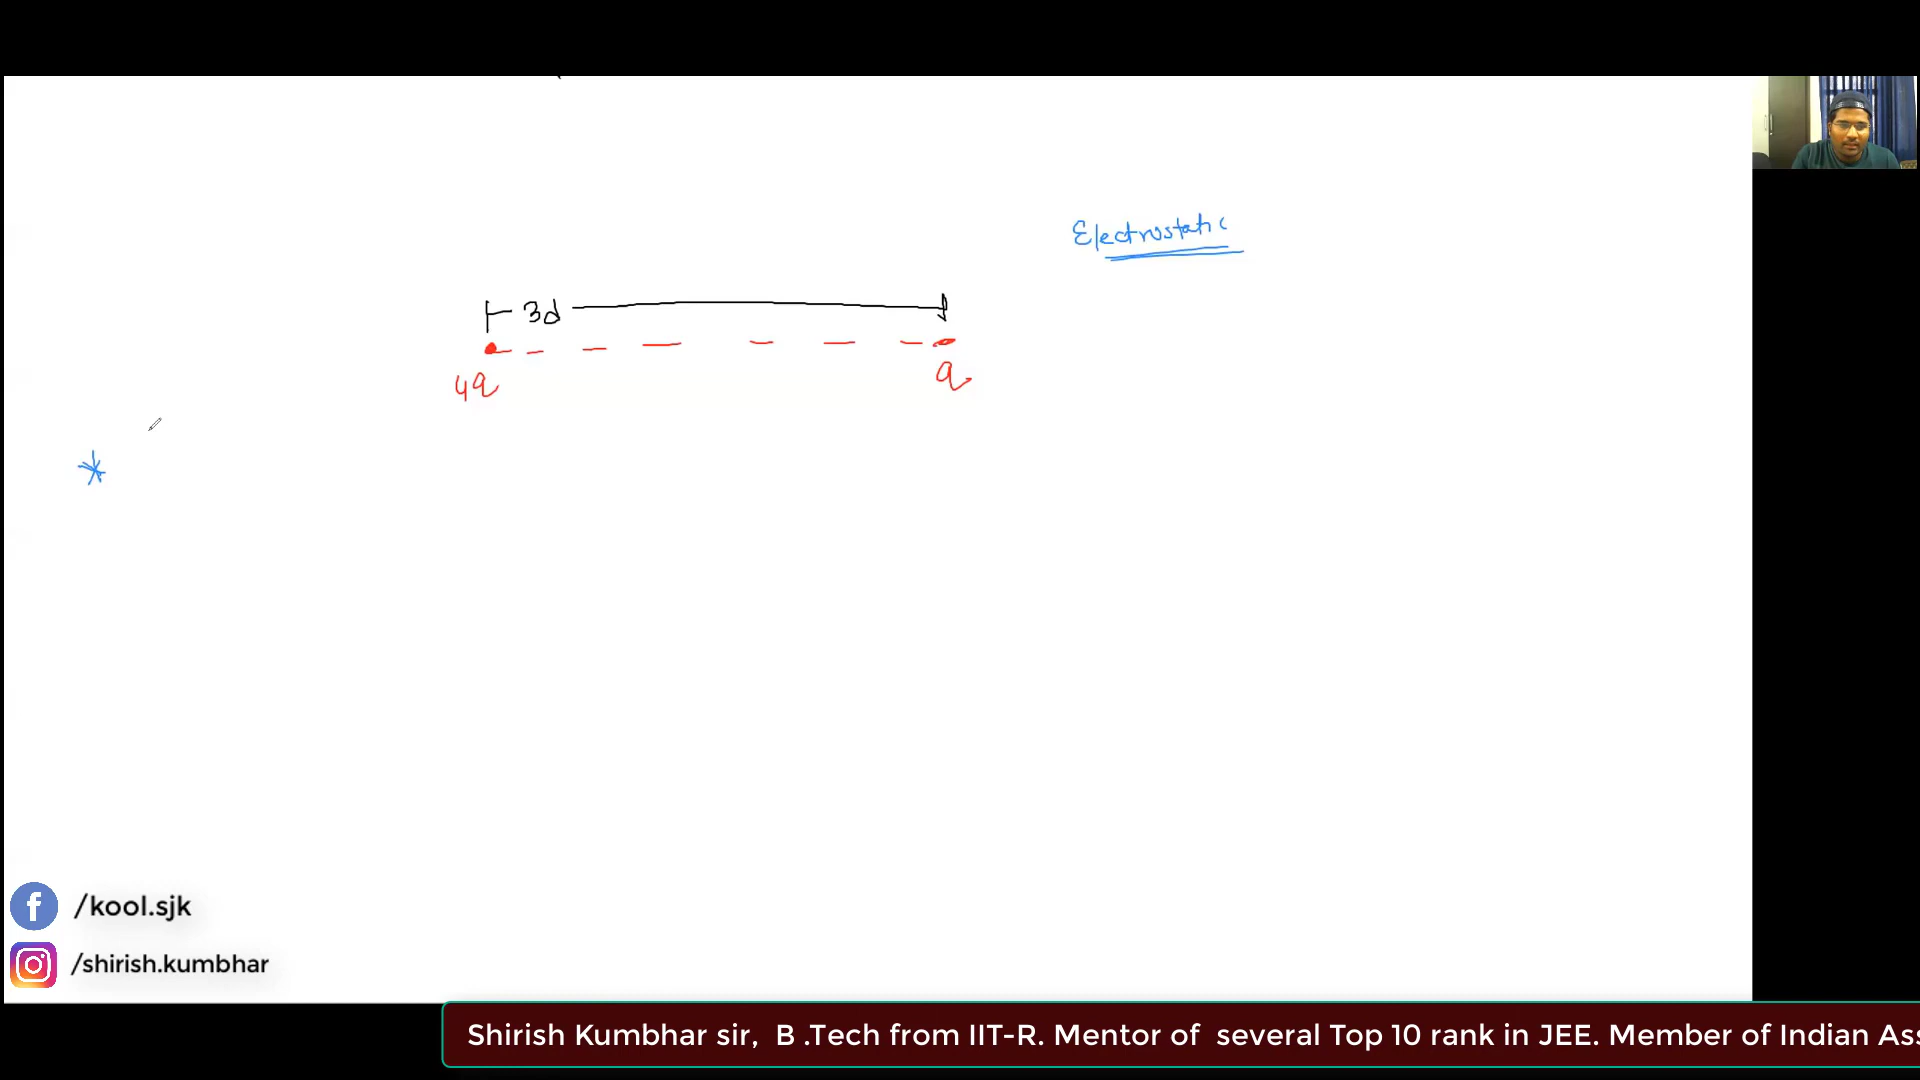 Electrostatic
3d
4q
q
*
/kool.sjk
/shirish.kumbhar
Shirish Kumbhar sir, B .Tech from IIT-R. Mentor of several Top 10 rank in JEE. Member of Indian Ass